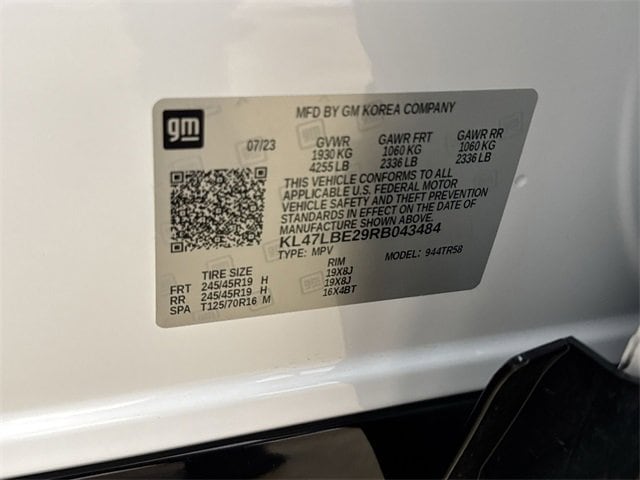 gm
MFD BY GM KOREA COMPANY
07/23 GVWR GAWR FRT GAWR RR
1930 KG 1060 KG 1060 KG
4255 LB 2336 LB 2336 LB
THIS VEHICLE CONFORMS TO ALL
APPLICABLE U.S. FEDERAL MOTOR
VEHICLE SAFETY AND THEFT PREVENTION
STANDARDS IN EFFECT ON THE DATE OF
MANUFACTURE SHOWN ABOVE.
KL47LBE29RB043484
TYPE: MPV MODEL: 944TR58
TIRE SIZE RIM
FRT 245/45R19 H 19X8J
RR 245/45R19 H 19X8J
SPA T125/70R16 M 16X4BT